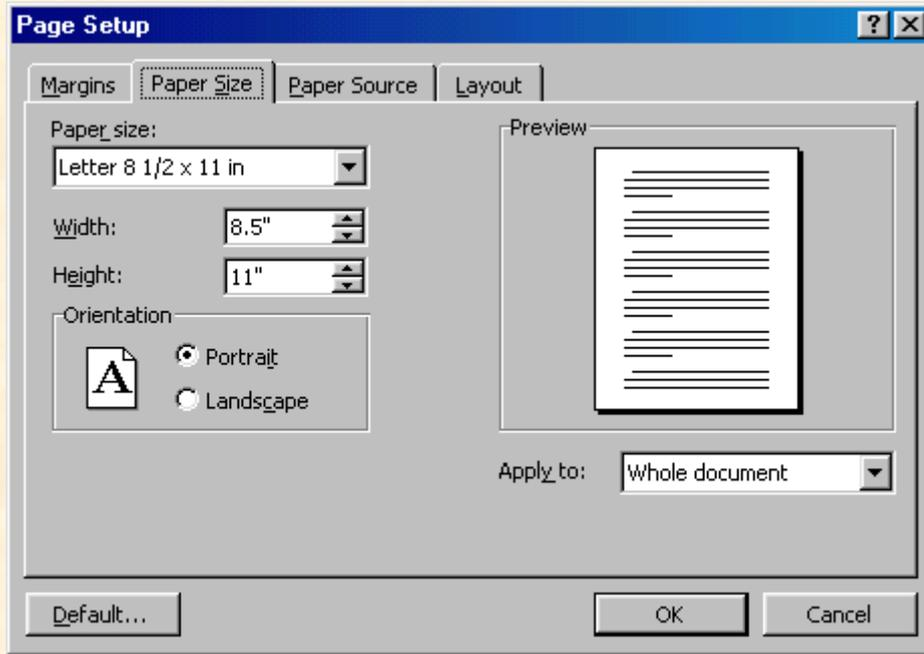 Page Setup
Margins
Paper Size
Paper Source
Layout
Paper size:
Letter 8 1/2 x 11 in
Width:
8.5"
Height:
11"
Orientation
A
Portrait
Landscape
Preview
Apply to:
Whole document
Default...
OK
Cancel